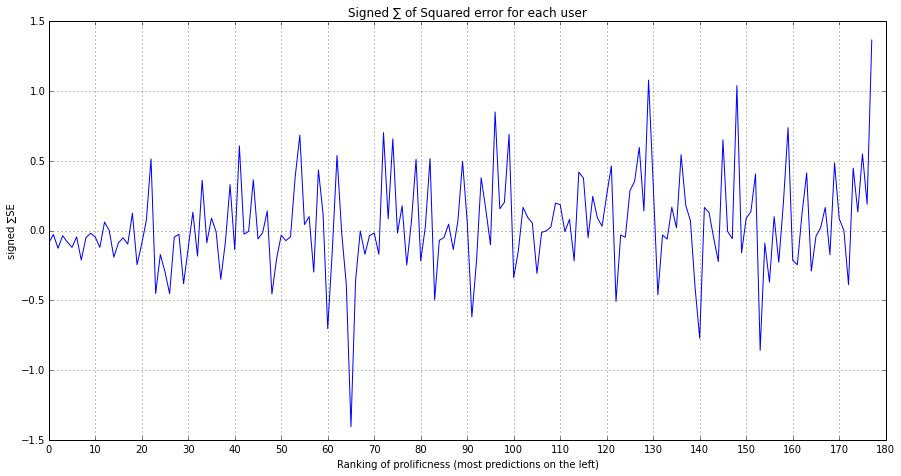 Signed ∑ of Squared error for each user
1.5
1.0
0.5
0.0
−0.5
−1.0
−1.5
signed ∑SE
0 10 20 30 40 50 60 70 80 90 100 110 120 130 140 150 160 170 180
Ranking of prolificness (most predictions on the left)